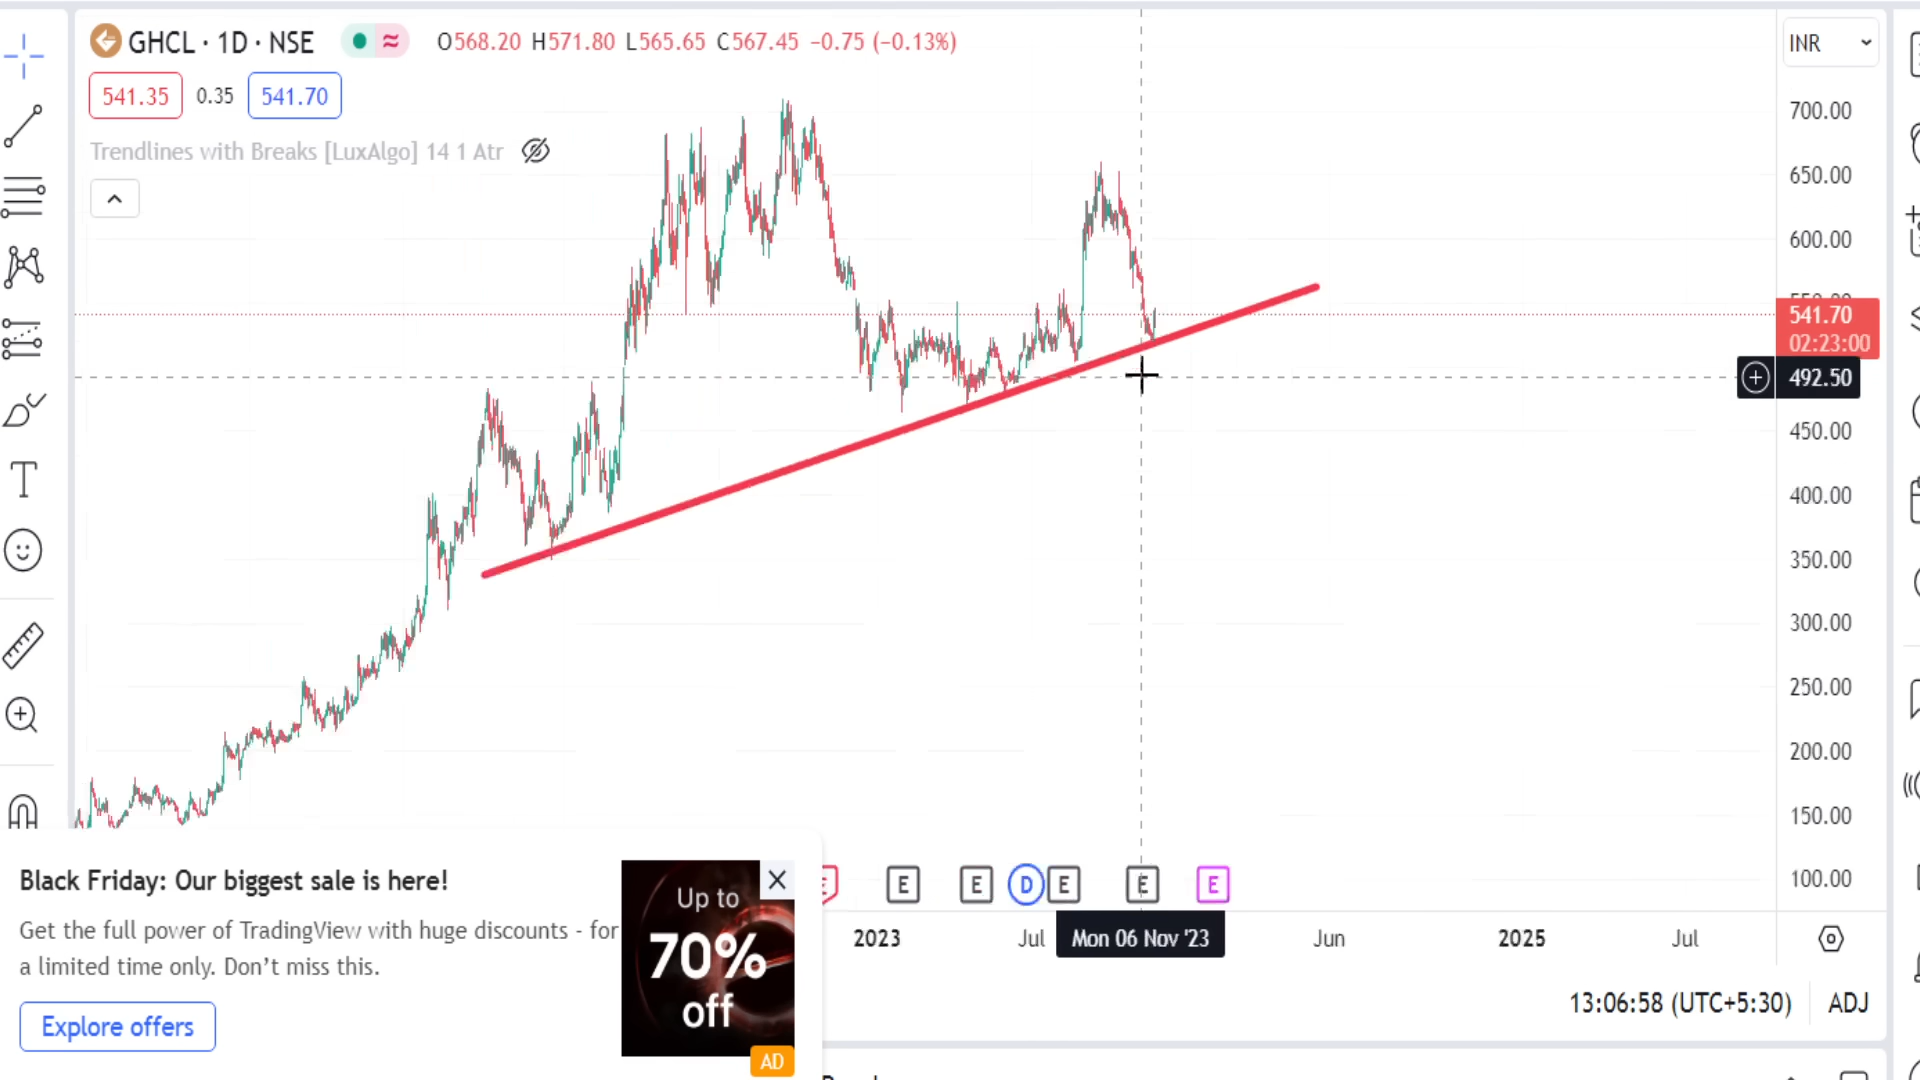 GHCL · 1D · NSE
O568.20 H571.80 L565.65 C567.45 −0.75 (−0.13%)
INR
541.35 0.35 541.70
Trendlines with Breaks [LuxAlgo] 14 1 Atr
700.00
650.00
600.00
541.70
02:23:00
492.50
450.00
400.00
350.00
300.00
250.00
200.00
150.00
100.00
E E D E E E
2023 Jul Mon 06 Nov '23 Jun 2025 Jul
13:06:58 (UTC+5:30) ADJ
Black Friday: Our biggest sale is here!
Get the full power of TradingView with huge discounts - for
a limited time only. Don't miss this.
Explore offers
Up to
70%
off
AD